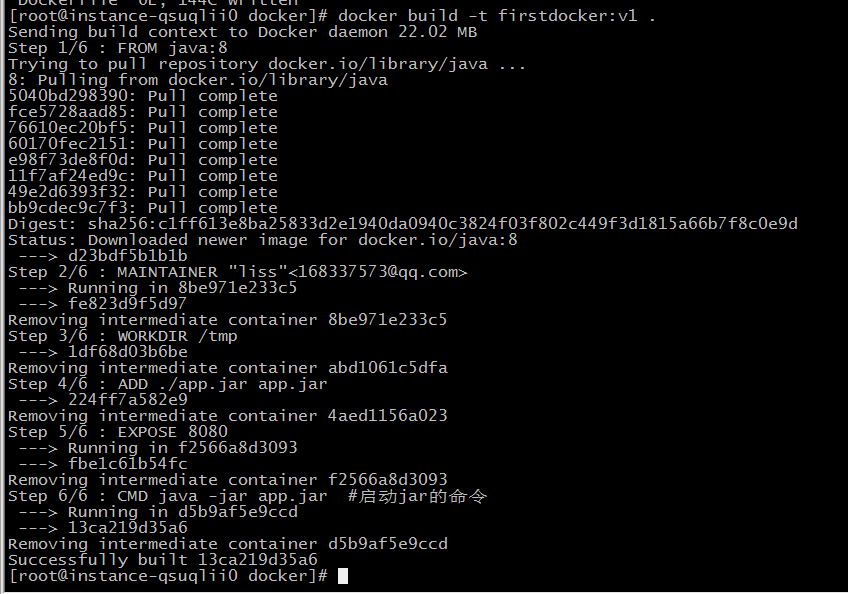 Dockerfile" 6L, 144C written
[root@instance-qsuqlii0 docker]# docker build -t firstdocker:v1 .
Sending build context to Docker daemon 22.02 MB
Step 1/6 : FROM java:8
Trying to pull repository docker.io/library/java ...
8: Pulling from docker.io/library/java
5040bd298390: Pull complete
fce5728aad85: Pull complete
76610ec20bf5: Pull complete
60170fec2151: Pull complete
e98f73de8f0d: Pull complete
11f7af24ed9c: Pull complete
49e2d6393f32: Pull complete
bb9cdec9c7f3: Pull complete
Digest: sha256:c1ff613e8ba25833d2e1940da0940c3824f03f802c449f3d1815a66b7f8c0e9d
Status: Downloaded newer image for docker.io/java:8
 ---> d23bdf5b1b1b
Step 2/6 : MAINTAINER "liss"<168337573@qq.com>
 ---> Running in 8be971e233c5
 ---> fe823d9f5d97
Removing intermediate container 8be971e233c5
Step 3/6 : WORKDIR /tmp
 ---> 1df68d03b6be
Removing intermediate container abd1061c5dfa
Step 4/6 : ADD ./app.jar app.jar
 ---> 224ff7a582e9
Removing intermediate container 4aed1156a023
Step 5/6 : EXPOSE 8080
 ---> Running in f2566a8d3093
 ---> fbe1c61b54fc
Removing intermediate container f2566a8d3093
Step 6/6 : CMD java -jar app.jar  #启动jar的命令
 ---> Running in d5b9af5e9ccd
 ---> 13ca219d35a6
Removing intermediate container d5b9af5e9ccd
Successfully built 13ca219d35a6
[root@instance-qsuqlii0 docker]#